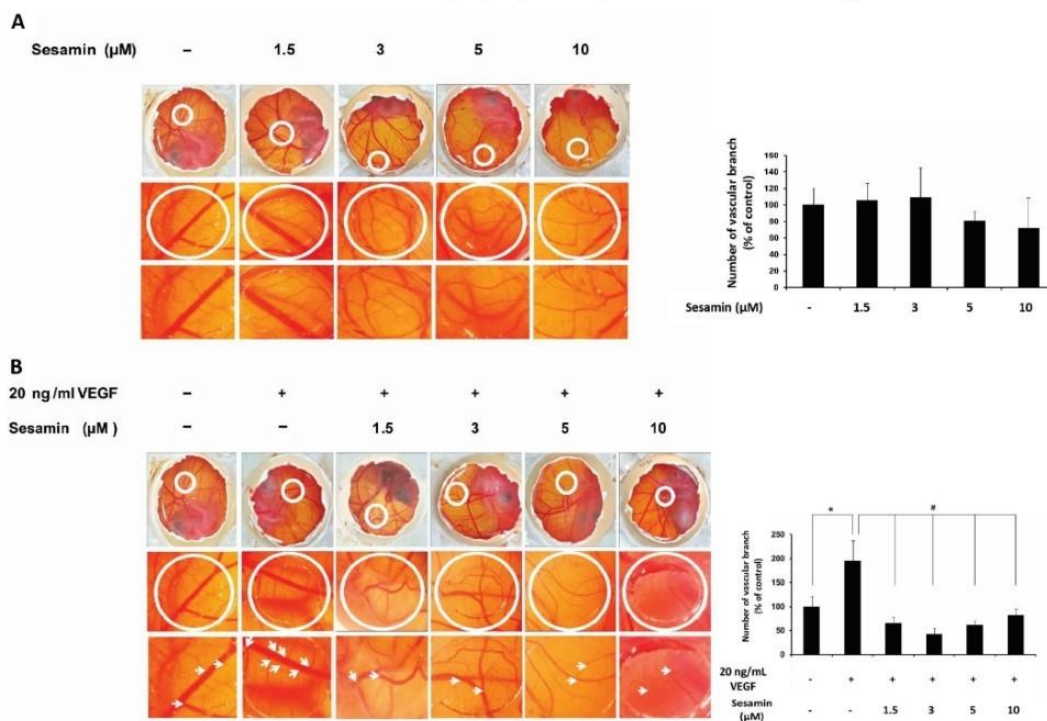 A
Sesamin (µM) – 1.5 3 5 10
Number of vascular branch
(% of control)
160
140
120
100
80
60
40
20
0
Sesamin (µM) - 1.5 3 5 10
B
20 ng/ml VEGF – + + + + +
Sesamin (µM ) – – 1.5 3 5 10
* #
Number of vascular branch
(% of control)
250
200
150
100
50
0
20 ng/mL
VEGF - + + + + +
Sesamin
(µM) - - 1.5 3 5 10